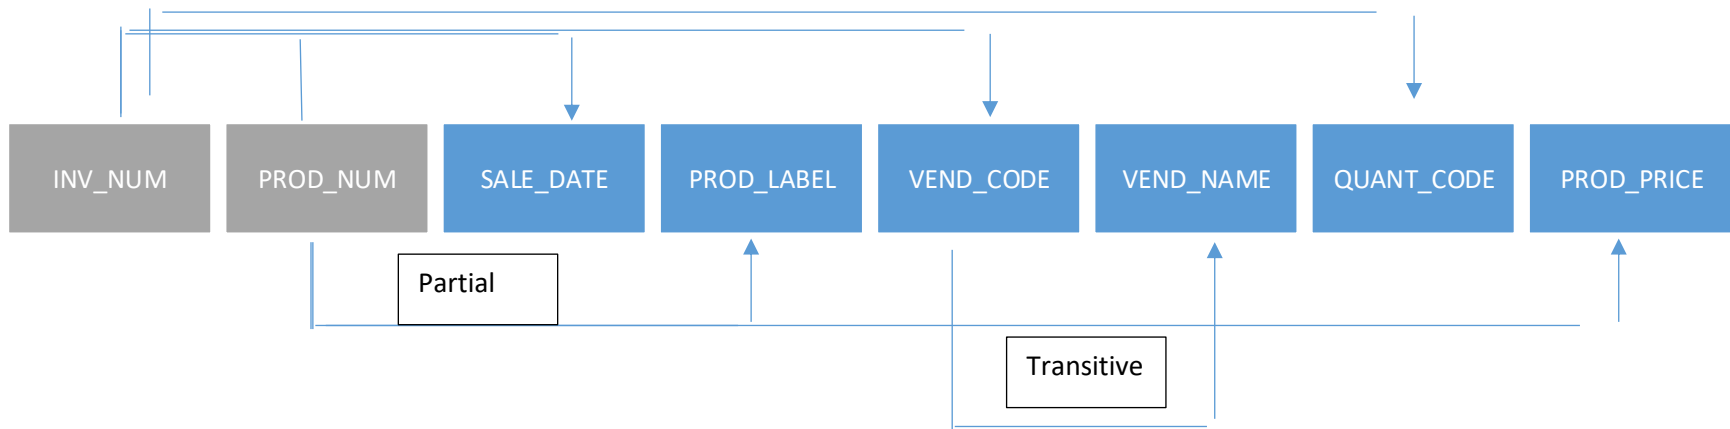 INV_NUM PROD_NUM SALE_DATE PROD_LABEL VEND_CODE VEND_NAME QUANT_CODE PROD_PRICE
Partial
Transitive